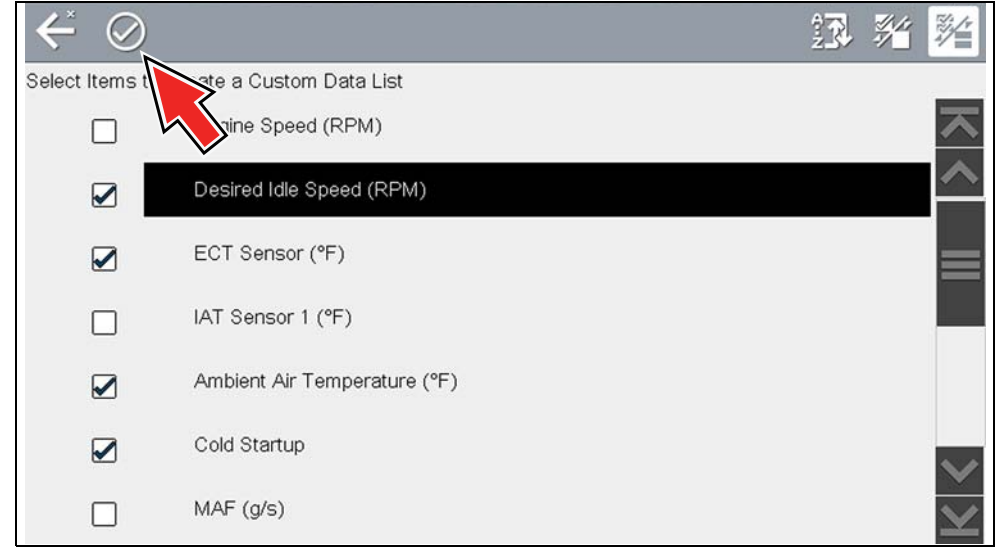 A
Z
Select Items ate a Custom Data List
Speed (RPM)
Desired Idle Speed (RPM)
ECT Sensor (°F)
IAT Sensor 1 (°F)
Ambient Air Temperature (°F)
Cold Startup
MAF (g/s)